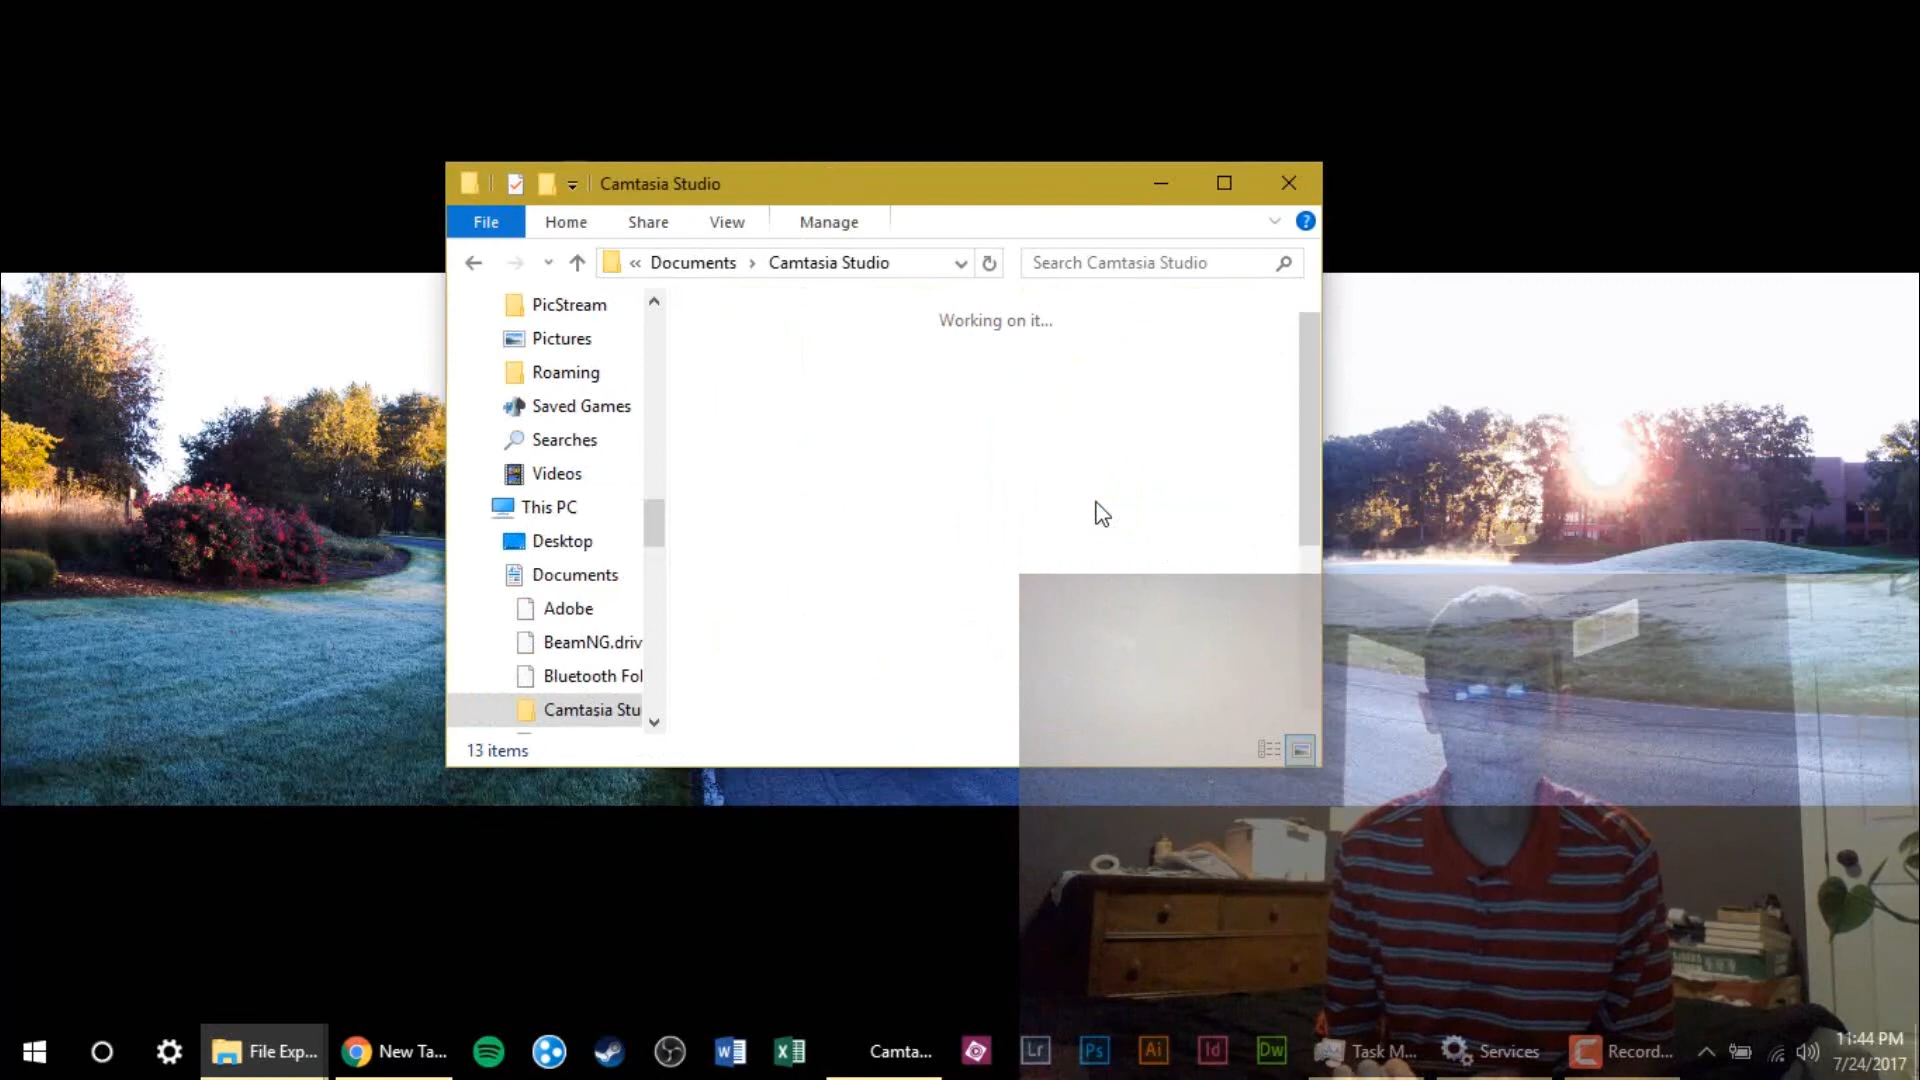 Camtasia Studio
File Home Share View Manage
« Documents > Camtasia Studio
Search Camtasia Studio
PicStream
Pictures
Roaming
Saved Games
Searches
Videos
This PC
Desktop
Documents
Adobe
BeamNG.driv
Bluetooth Fol
Camtasia Stu
Working on it...
13 items
File Exp...
New Ta...
Camta...
Lr
Ps
Ai
Id
Dw
Task M...
Services
Record...
11:44 PM
7/24/2017